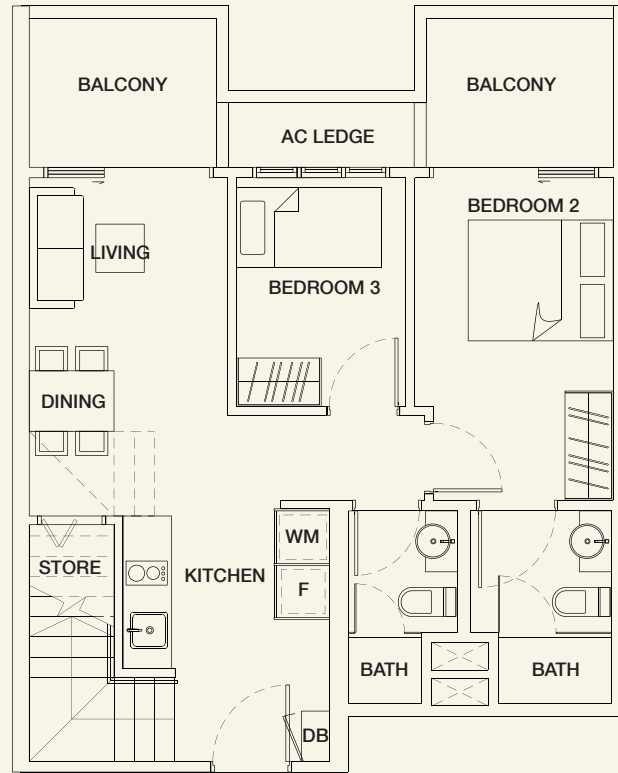 BALCONY
BALCONY
AC LEDGE
BEDROOM 2
LIVING
BEDROOM 3
DINING
WM
STORE
KITCHEN
F
BATH
BATH
DB